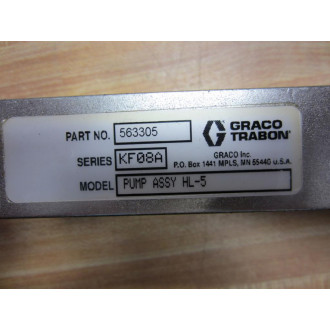 PART NO. 563305
GRACO
TRABON
SERIES KF08A
GRACO Inc
P.O. Box 1441 MPLS, MN 55440 U.S.A.
MODEL PUMP ASSY HL-5